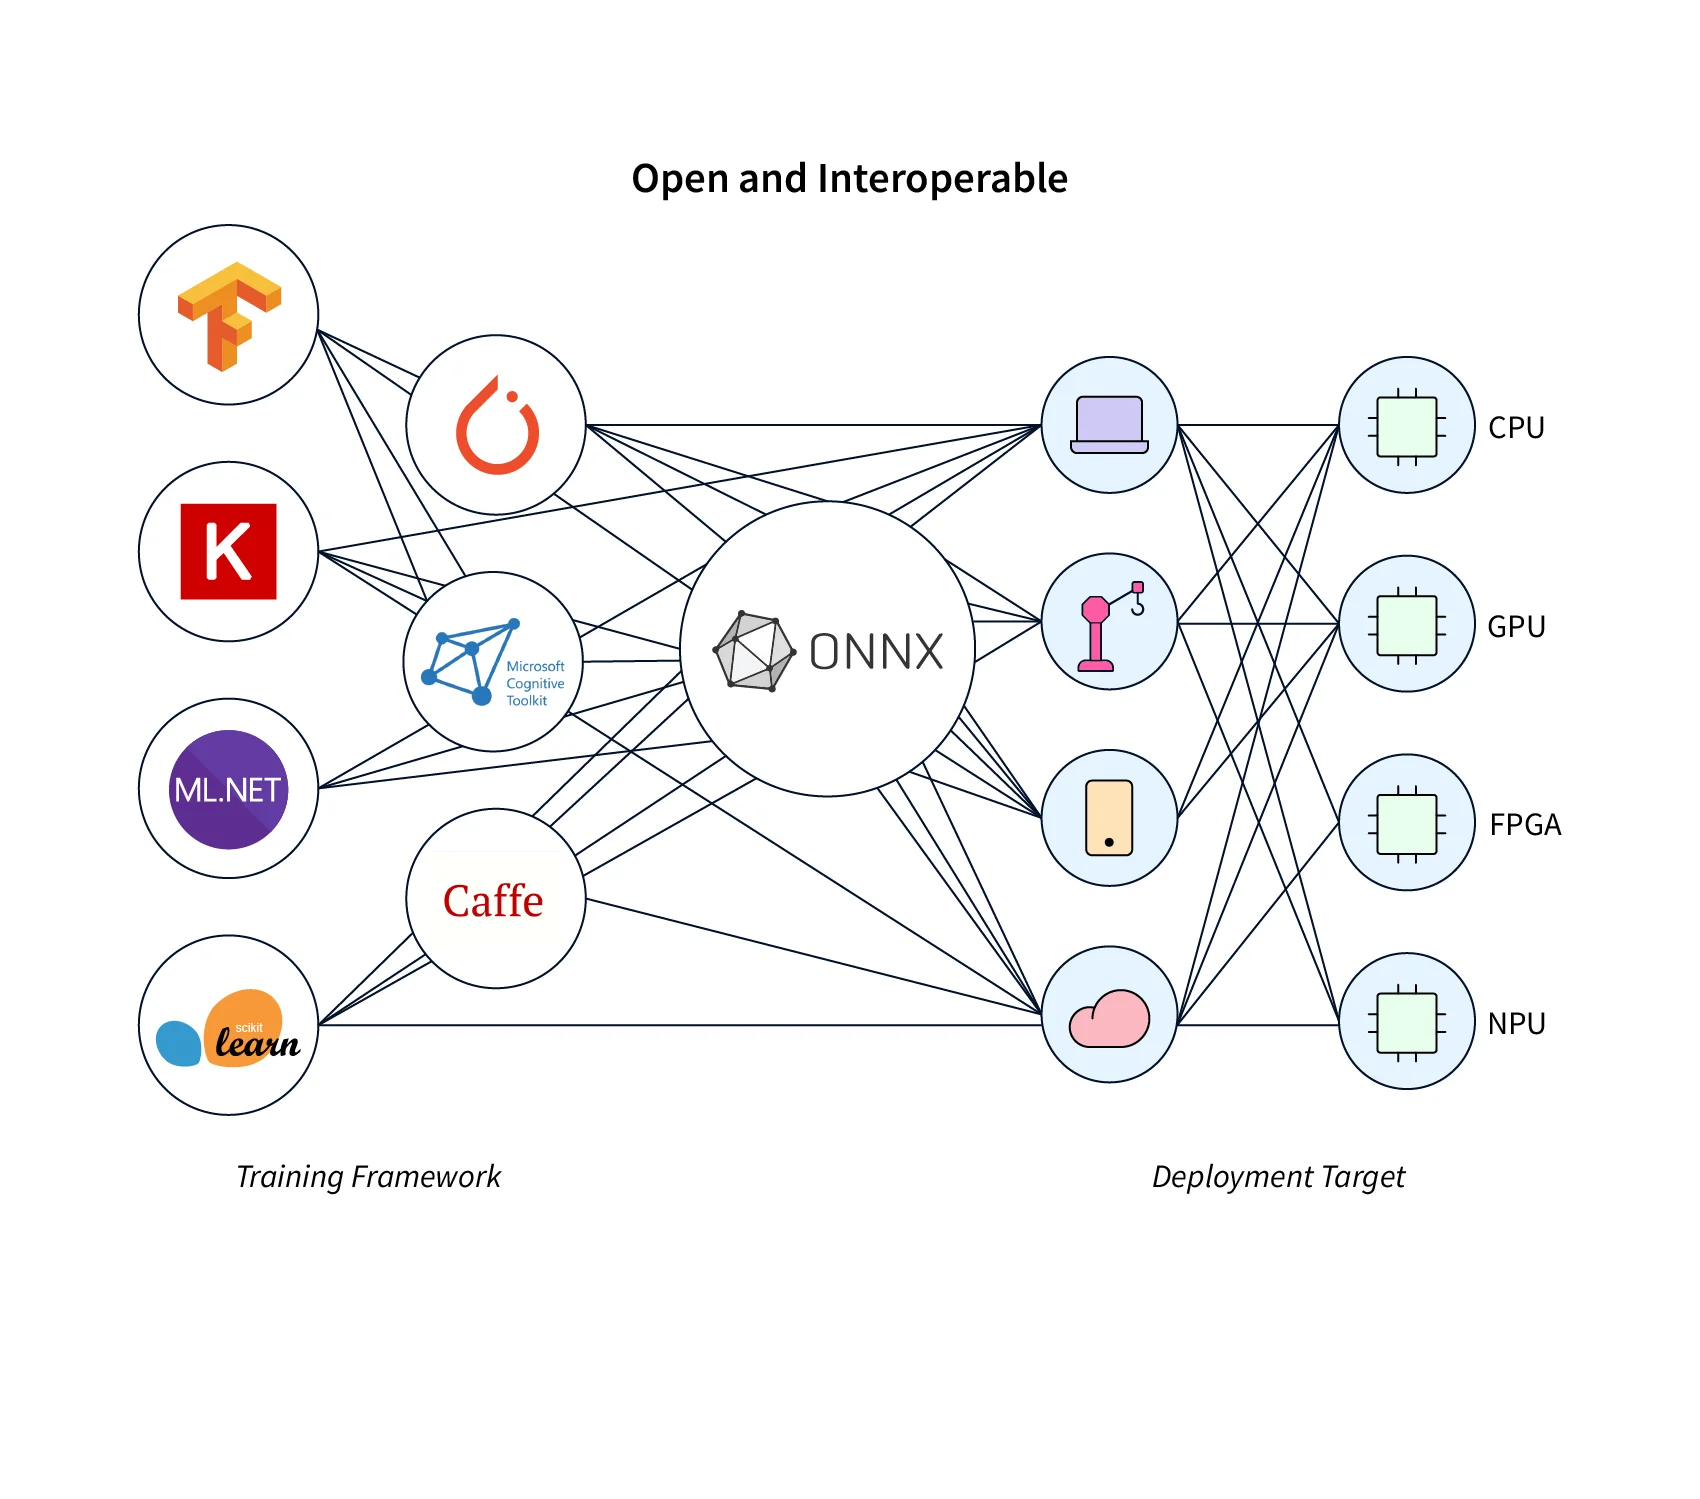 Open and Interoperable
K
Microsoft
Cognitive
Toolkit
ML.NET
Caffe
scikit
learn
ONNX
CPU
GPU
FPGA
NPU
Training Framework
Deployment Target